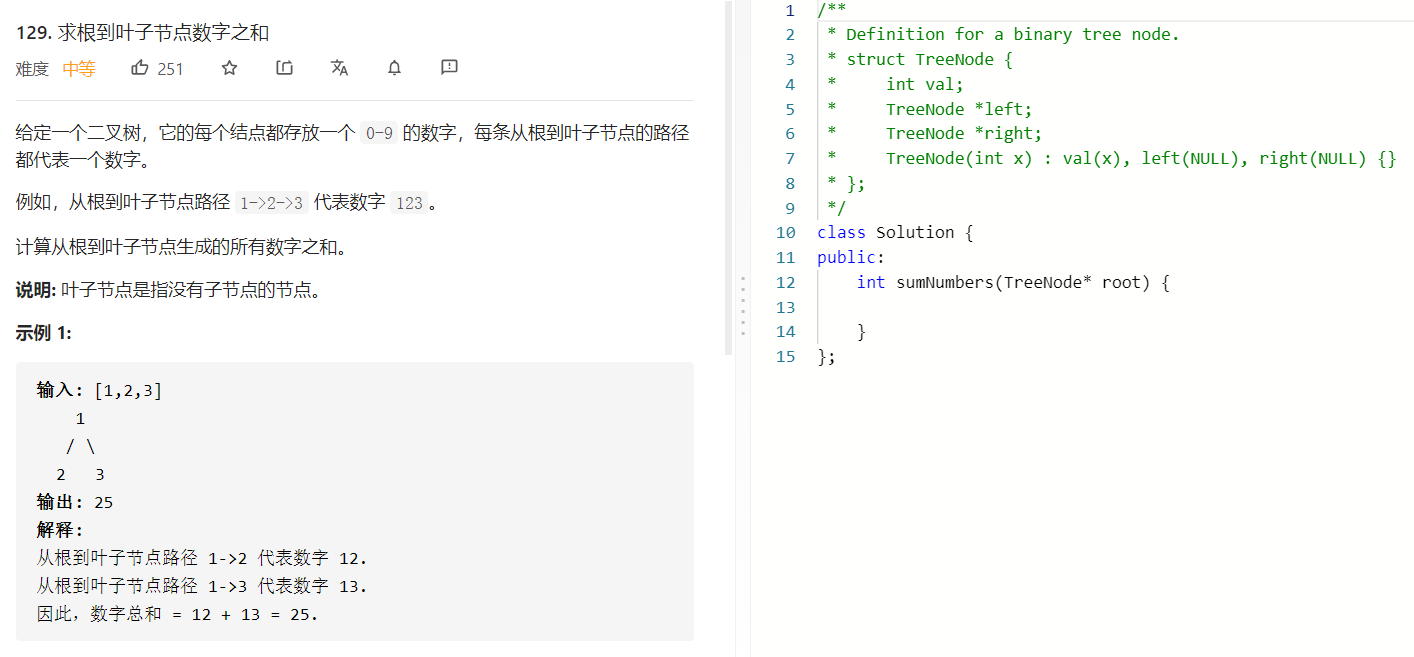 129. 求根到叶子节点数字之和
难度 中等 251
给定一个二叉树，它的每个结点都存放一个 0-9 的数字，每条从根到叶子节点的路径
都代表一个数字。
例如，从根到叶子节点路径 1->2->3 代表数字 123 。
计算从根到叶子节点生成的所有数字之和。
说明: 叶子节点是指没有子节点的节点。
示例 1:
输入: [1,2,3]
    1
   / \
  2   3
输出: 25
解释:
从根到叶子节点路径 1->2 代表数字 12.
从根到叶子节点路径 1->3 代表数字 13.
因此，数字总和 = 12 + 13 = 25.
1 /**
2  * Definition for a binary tree node.
3  * struct TreeNode {
4  *     int val;
5  *     TreeNode *left;
6  *     TreeNode *right;
7  *     TreeNode(int x) : val(x), left(NULL), right(NULL) {}
8  * };
9  */
10 class Solution {
11 public:
12     int sumNumbers(TreeNode* root) {
13
14     }
15 };